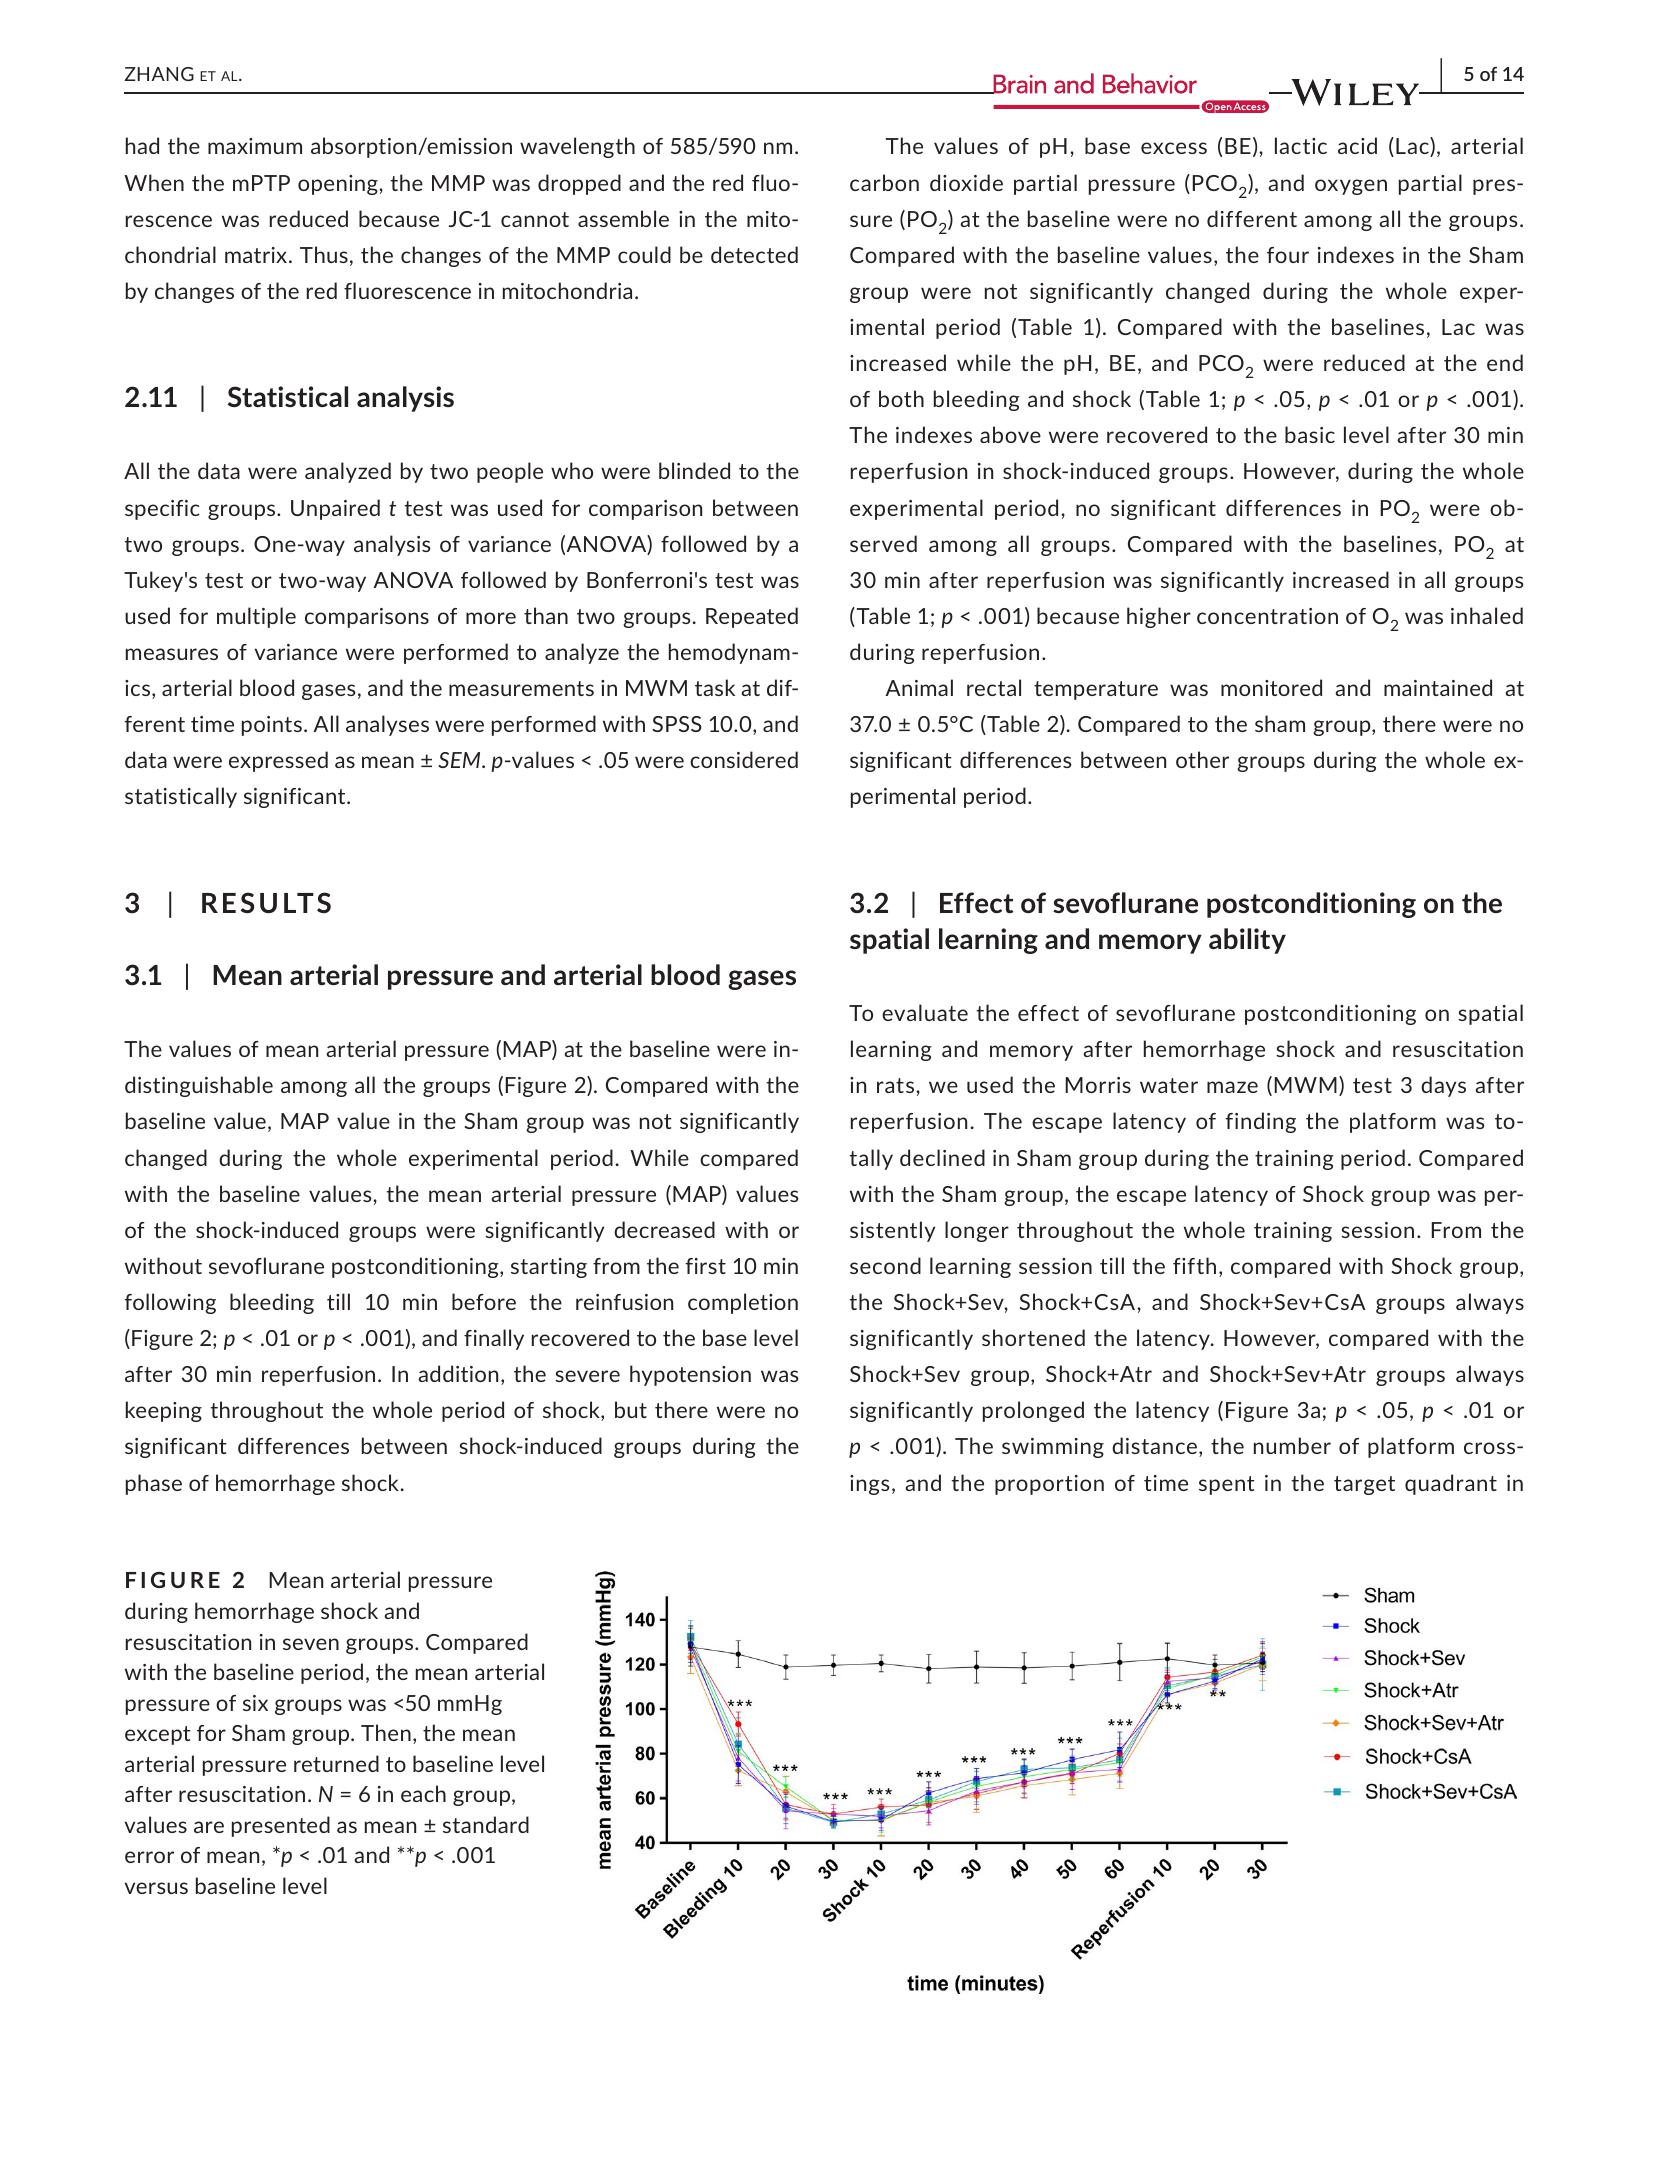 ZHANG ET AL.
Brain and Behavior
Open Access
WILEY
5 of 14
had the maximum absorption/emission wavelength of 585/590 nm.
When the mPTP opening, the MMP was dropped and the red fluo-
rescence was reduced because JC-1 cannot assemble in the mito-
chondrial matrix. Thus, the changes of the MMP could be detected
by changes of the red fluorescence in mitochondria.
2.11 | Statistical analysis
All the data were analyzed by two people who were blinded to the
specific groups. Unpaired t test was used for comparison between
two groups. One-way analysis of variance (ANOVA) followed by a
Tukey's test or two-way ANOVA followed by Bonferroni's test was
used for multiple comparisons of more than two groups. Repeated
measures of variance were performed to analyze the hemodynam-
ics, arterial blood gases, and the measurements in MWM task at dif-
ferent time points. All analyses were performed with SPSS 10.0, and
data were expressed as mean ± SEM. p-values < .05 were considered
statistically significant.
3 | RESULTS
3.1 | Mean arterial pressure and arterial blood gases
The values of mean arterial pressure (MAP) at the baseline were in-
distinguishable among all the groups (Figure 2). Compared with the
baseline value, MAP value in the Sham group was not significantly
changed during the whole experimental period. While compared
with the baseline values, the mean arterial pressure (MAP) values
of the shock-induced groups were significantly decreased with or
without sevoflurane postconditioning, starting from the first 10 min
following bleeding till 10 min before the reinfusion completion
(Figure 2; p < .01 or p < .001), and finally recovered to the base level
after 30 min reperfusion. In addition, the severe hypotension was
keeping throughout the whole period of shock, but there were no
significant differences between shock-induced groups during the
phase of hemorrhage shock.
The values of pH, base excess (BE), lactic acid (Lac), arterial
carbon dioxide partial pressure (PCO2), and oxygen partial pres-
sure (PO2) at the baseline were no different among all the groups.
Compared with the baseline values, the four indexes in the Sham
group were not significantly changed during the whole exper-
imental period (Table 1). Compared with the baselines, Lac was
increased while the pH, BE, and PCO2 were reduced at the end
of both bleeding and shock (Table 1; p < .05, p < .01 or p < .001).
The indexes above were recovered to the basic level after 30 min
reperfusion in shock-induced groups. However, during the whole
experimental period, no significant differences in PO2 were ob-
served among all groups. Compared with the baselines, PO2 at
30 min after reperfusion was significantly increased in all groups
(Table 1; p < .001) because higher concentration of O2 was inhaled
during reperfusion.
Animal rectal temperature was monitored and maintained at
37.0 ± 0.5°C (Table 2). Compared to the sham group, there were no
significant differences between other groups during the whole ex-
perimental period.
3.2 | Effect of sevoflurane postconditioning on the
spatial learning and memory ability
To evaluate the effect of sevoflurane postconditioning on spatial
learning and memory after hemorrhage shock and resuscitation
in rats, we used the Morris water maze (MWM) test 3 days after
reperfusion. The escape latency of finding the platform was to-
tally declined in Sham group during the training period. Compared
with the Sham group, the escape latency of Shock group was per-
sistently longer throughout the whole training session. From the
second learning session till the fifth, compared with Shock group,
the Shock+Sev, Shock+CsA, and Shock+Sev+CsA groups always
significantly shortened the latency. However, compared with the
Shock+Sev group, Shock+Atr and Shock+Sev+Atr groups always
significantly prolonged the latency (Figure 3a; p < .05, p < .01 or
p < .001). The swimming distance, the number of platform cross-
ings, and the proportion of time spent in the target quadrant in
FIGURE 2 Mean arterial pressure
during hemorrhage shock and
resuscitation in seven groups. Compared
with the baseline period, the mean arterial
pressure of six groups was <50 mmHg
except for Sham group. Then, the mean
arterial pressure returned to baseline level
after resuscitation. N = 6 in each group,
values are presented as mean ± standard
error of mean, *p < .01 and **p < .001
versus baseline level
mean arterial pressure (mmHg)
140
120
100
80
60
40
***
***
***
***
***
***
***
***
***
***
**
Baseline
Bleeding 10
20
30
Shock 10
20
30
40
50
60
Reperfusion 10
20
30
time (minutes)
Sham
Shock
Shock+Sev
Shock+Atr
Shock+Sev+Atr
Shock+CsA
Shock+Sev+CsA